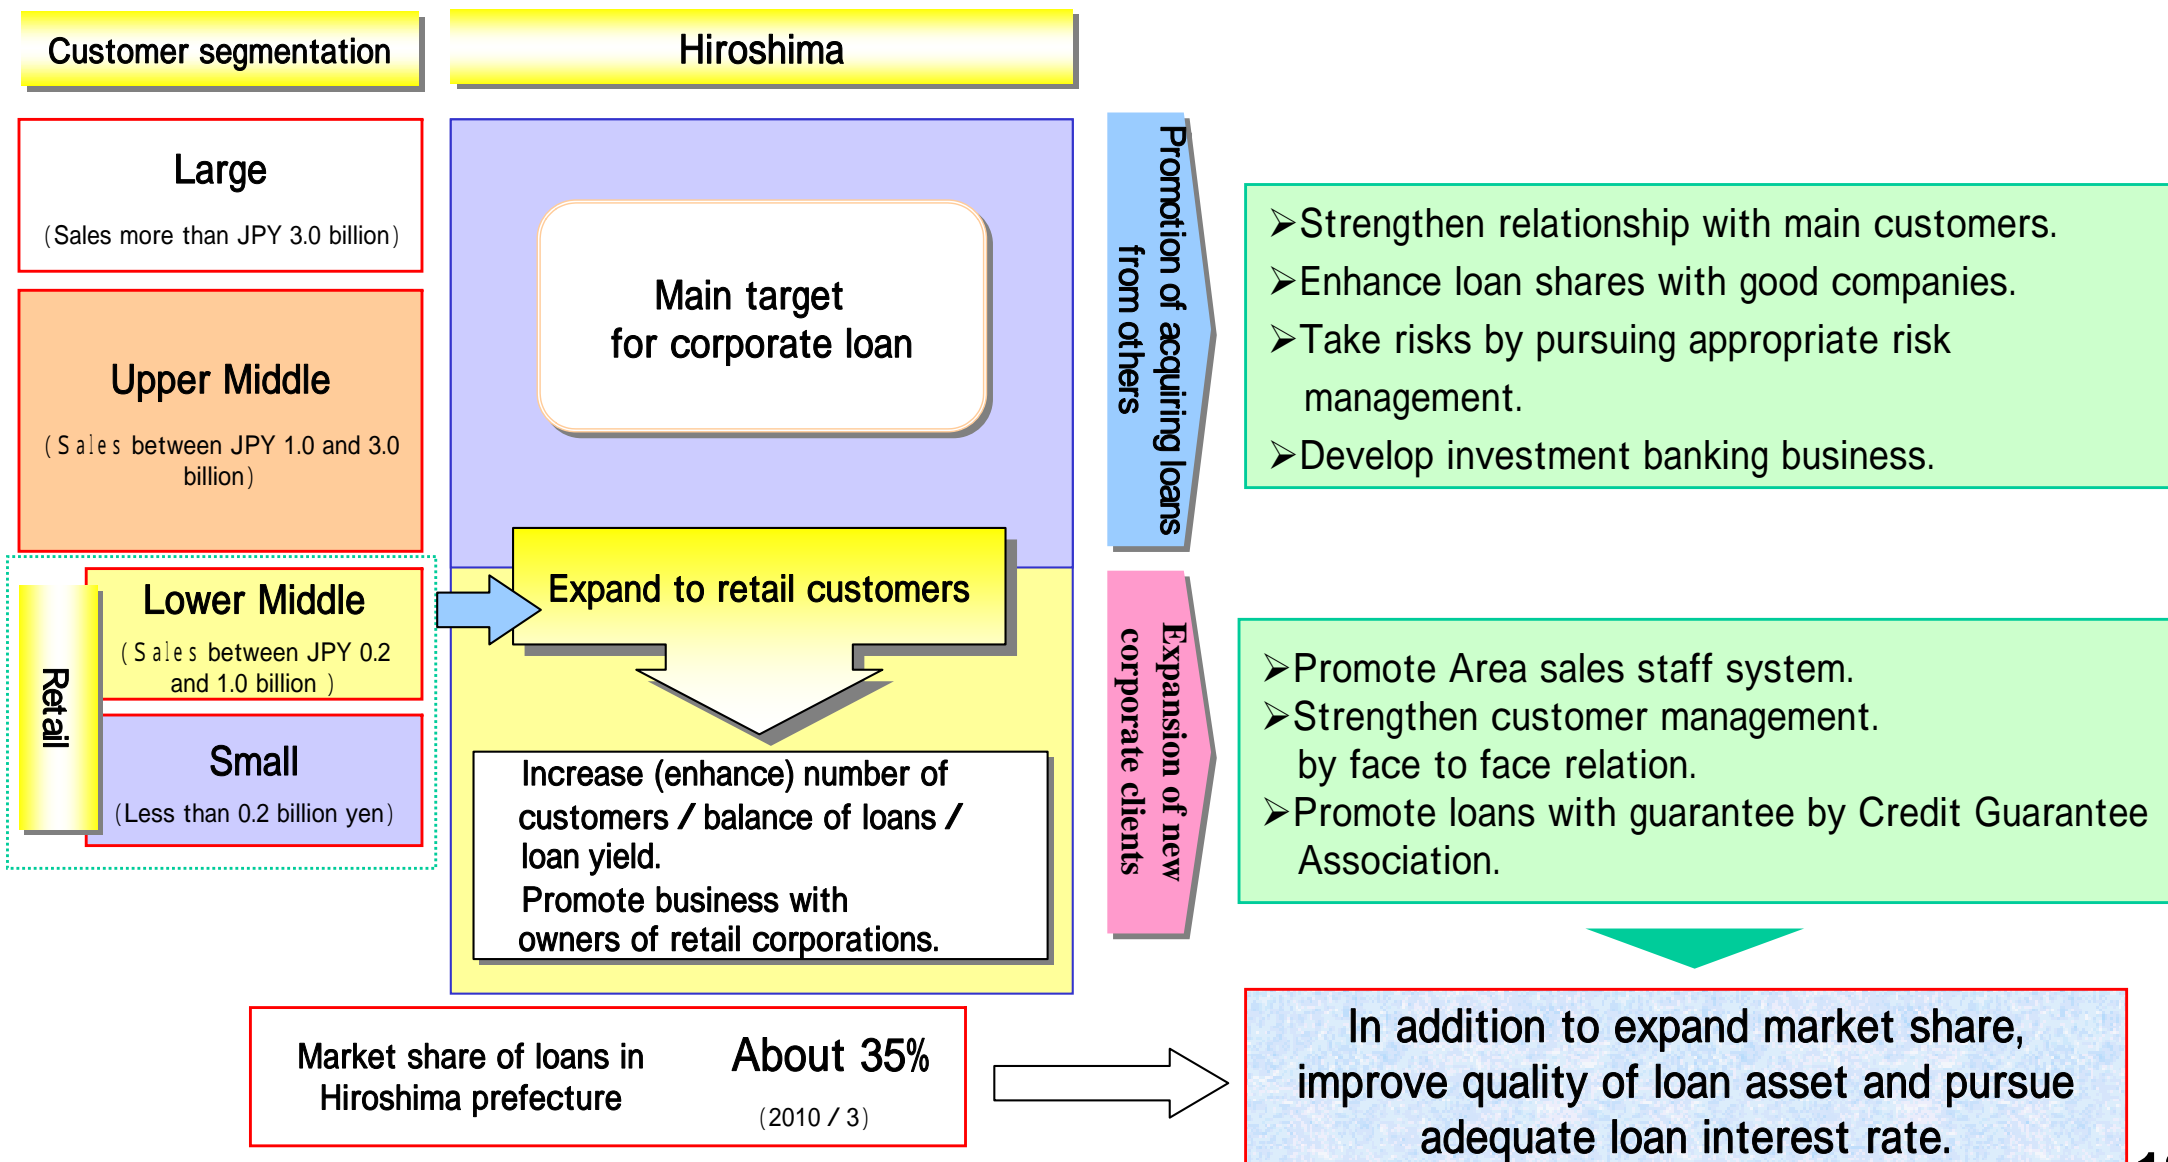 Customer segmentation
Hiroshima
Large
(Sales more than JPY 3.0 billion)
Upper Middle
(Sales between JPY 1.0 and 3.0
billion)
Retail
Lower Middle
(Sales between JPY 0.2
and 1.0 billion )
Small
(Less than 0.2 billion yen)
Main target
for corporate loan
Expand to retail customers
Increase (enhance) number of
customers / balance of loans /
loan yield.
Promote business with
owners of retail corporations.
Promotion of acquiring loans
from others
➢Strengthen relationship with main customers.
➢Enhance loan shares with good companies.
➢Take risks by pursuing appropriate risk
management.
➢Develop investment banking business.
Expansion of new
corporate clients
➢Promote Area sales staff system.
➢Strengthen customer management.
by face to face relation.
➢Promote loans with guarantee by Credit Guarantee
Association.
Market share of loans in
Hiroshima prefecture
About 35%
(2010 / 3)
In addition to expand market share,
improve quality of loan asset and pursue
adequate loan interest rate.